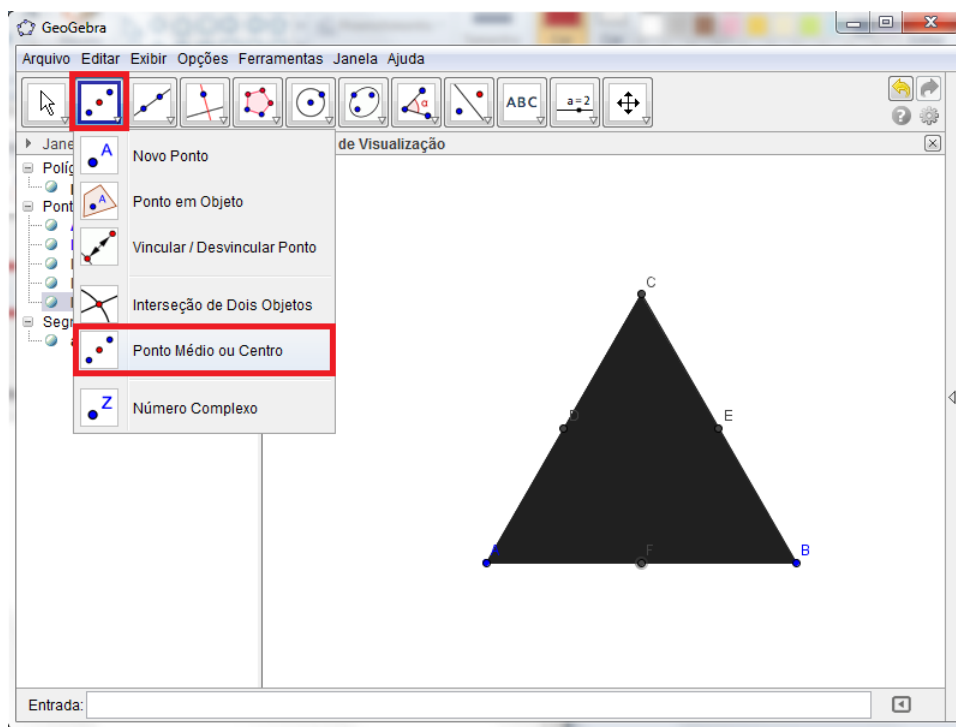 GeoGebra
Arquivo Editar Exibir Opções Ferramentas Janela Ajuda
α
ABC
a=2
Jane
de Visualização
Políg
Pont
Segm
A
Novo Ponto
A
Ponto em Objeto
Vincular / Desvincular Ponto
Interseção de Dois Objetos
Ponto Médio ou Centro
Z
Número Complexo
C
D
E
A
F
B
Entrada: